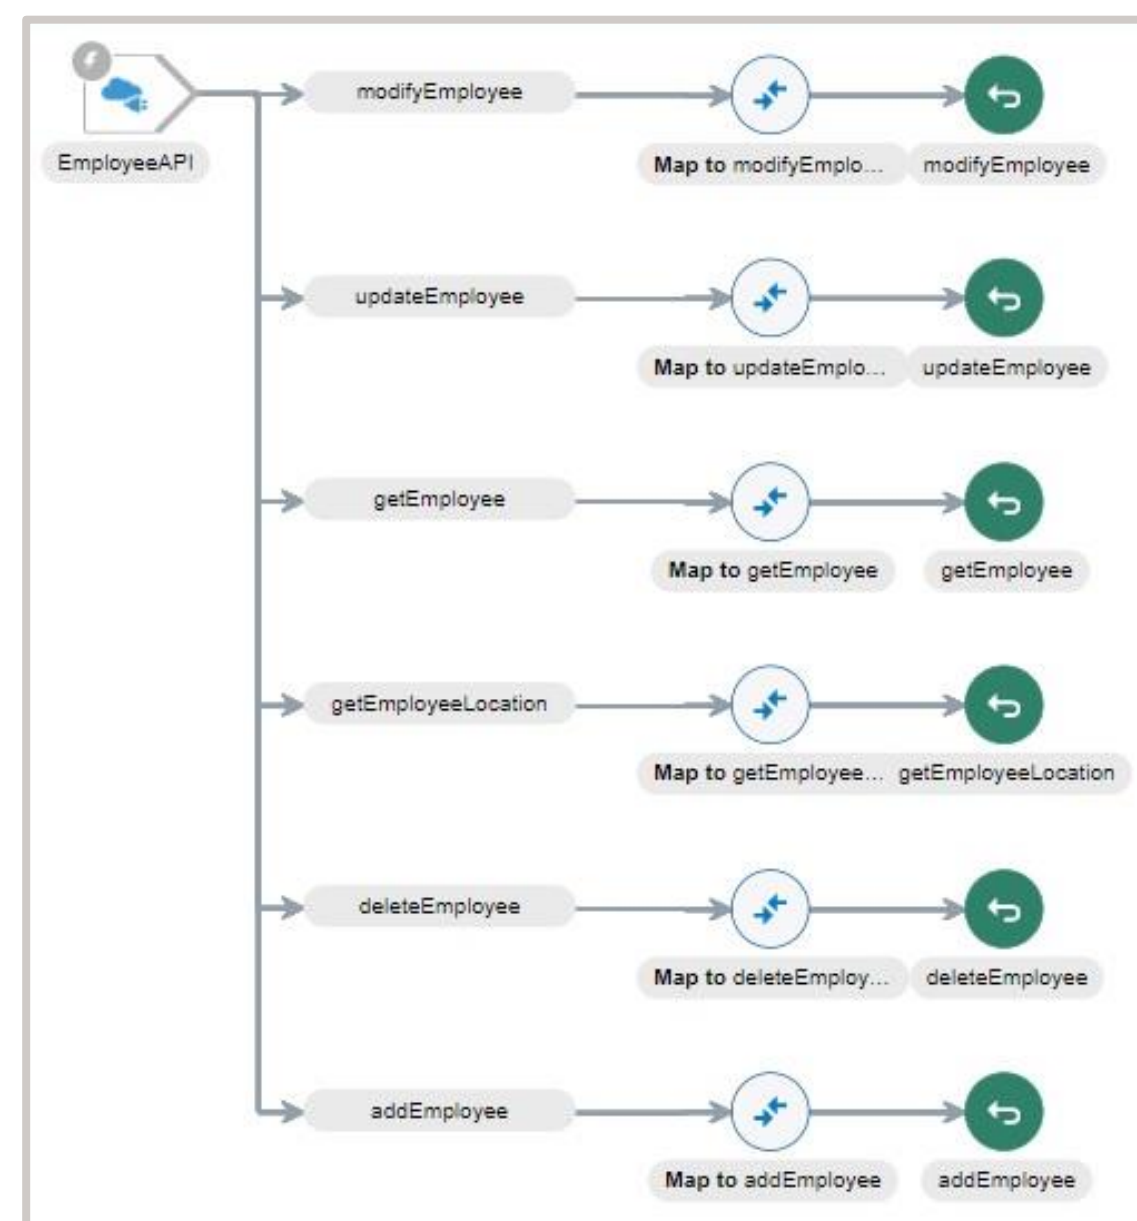 modifyEmployee
EmployeeAPI
Map to modifyEmplo...
modifyEmployee
updateEmployee
Map to updateEmplo...
updateEmployee
getEmployee
Map to getEmployee
getEmployee
getEmployeeLocation
Map to getEmployee...
getEmployeeLocation
deleteEmployee
Map to deleteEmploy...
deleteEmployee
addEmployee
Map to addEmployee
addEmployee